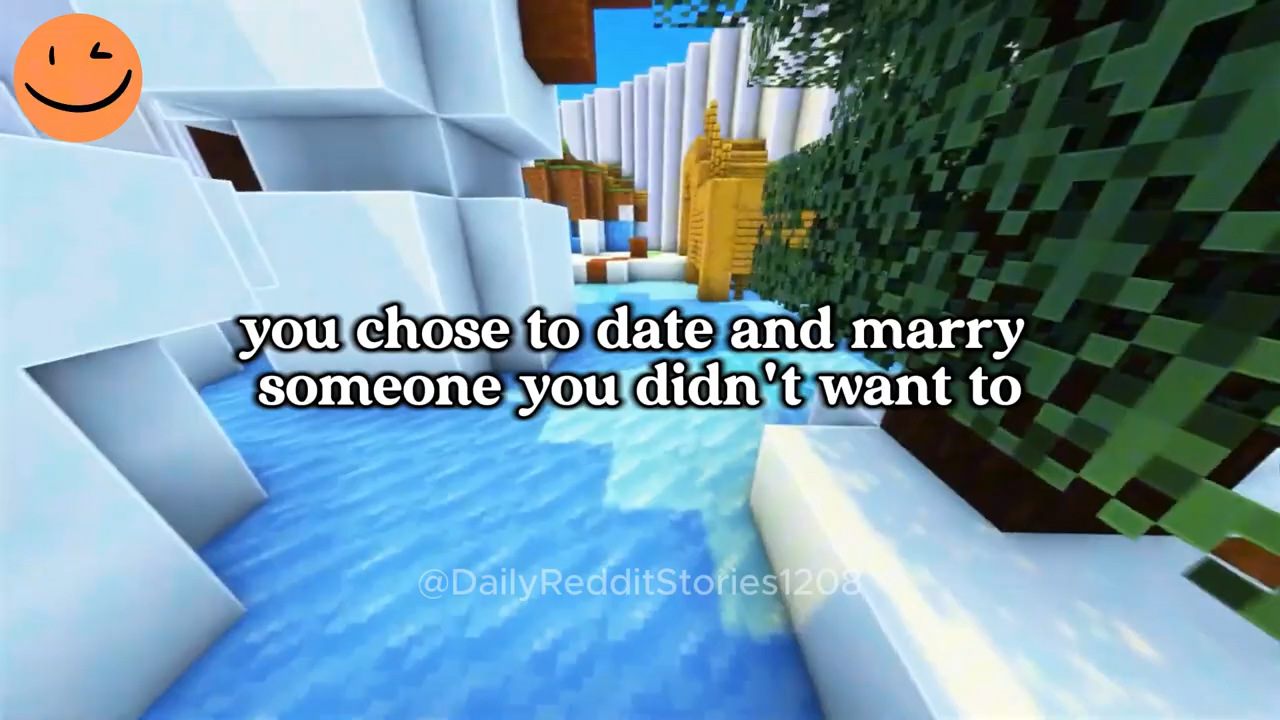 you chose to date and marry
someone you didn't want to
@DailyRedditStories1208